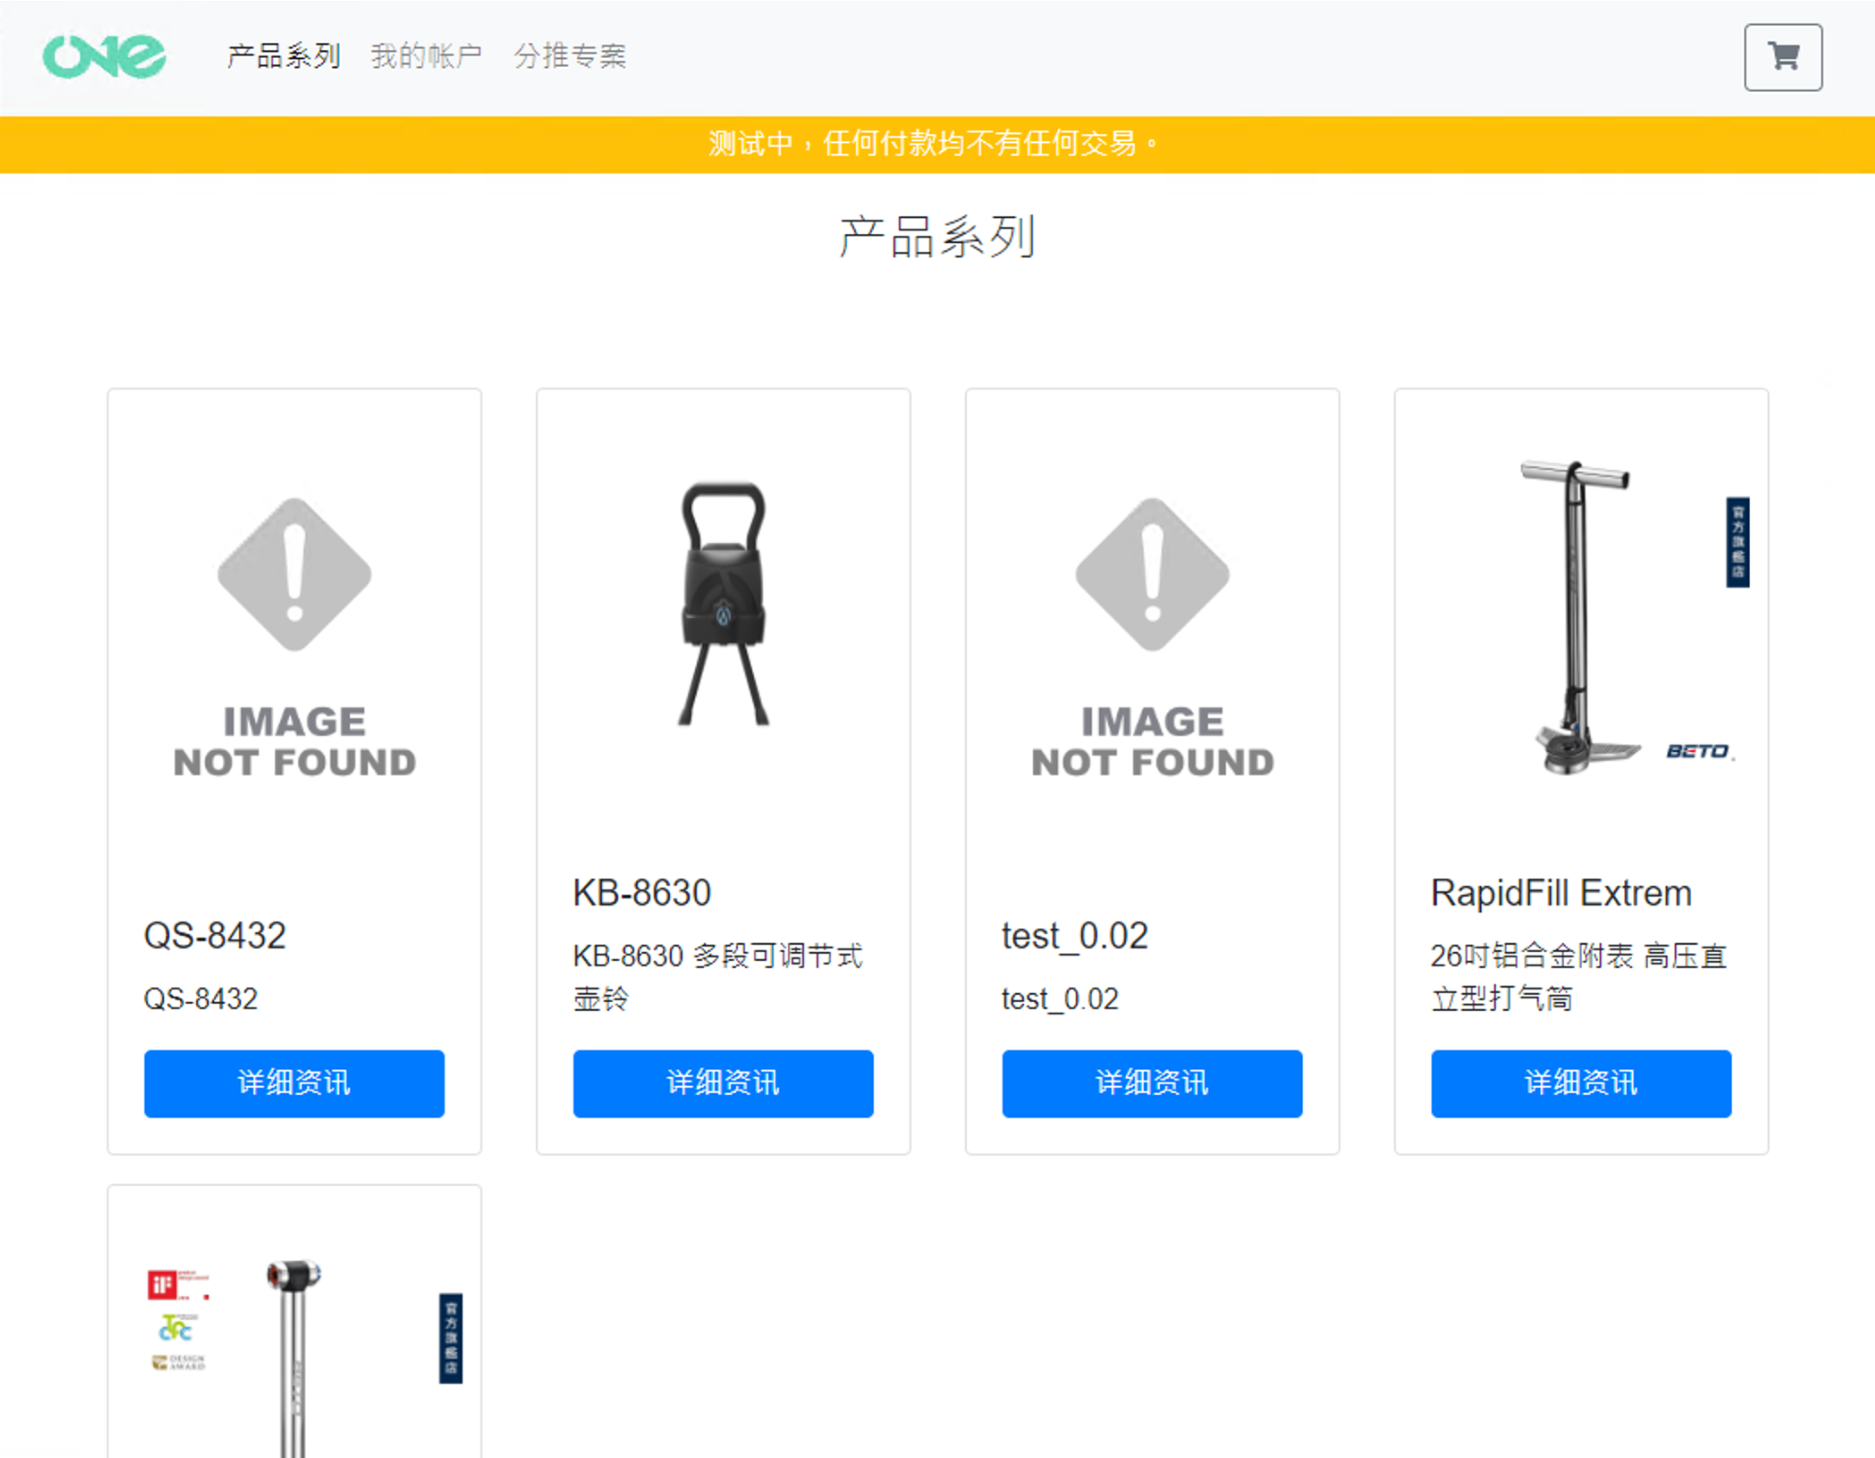 one
产品系列 我的帐户 分推专案
测试中，任何付款均不有任何交易。
产品系列
IMAGE
NOT FOUND
QS-8432
QS-8432
详细资讯
KB-8630
KB-8630 多段可调节式
壶铃
详细资讯
IMAGE
NOT FOUND
test_0.02
test_0.02
详细资讯
官方旗艦店
BETO
RapidFill Extrem
26吋铝合金附表 高压直
立型打气筒
详细资讯
iF
DESIGN
AWARD
官方旗艦店